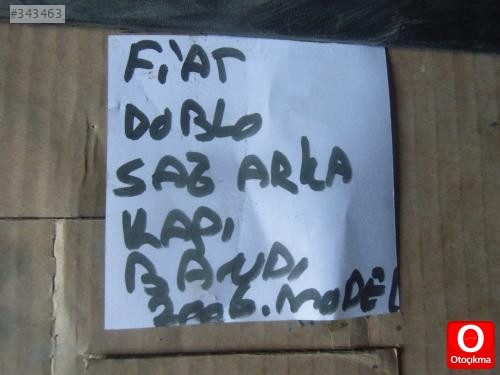 #343463
FİAT
DOBLO
SAĞ ARKA
KAPI
BANDI
2006.MODEL
Otoçıkma